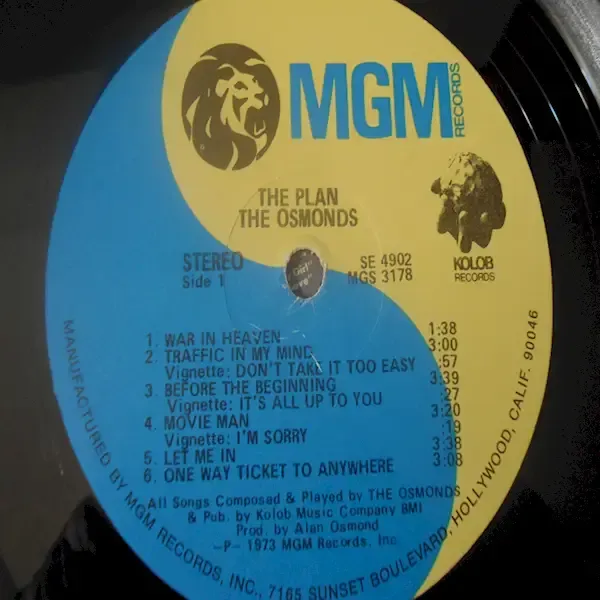 MGM
RECORDS
THE PLAN
THE OSMONDS
KOLOB
RECORDS
STEREO
Side 1
SE 4902
MGS 3178
Girl
1. WAR IN HEAVEN 1:38
2. TRAFFIC IN MY MIND 3:00
Vignette: DON'T TAKE IT TOO EASY :57
3. BEFORE THE BEGINNING 3:39
Vignette: IT'S ALL UP TO YOU :27
4. MOVIE MAN 3:20
Vignette: I'M SORRY :19
5. LET ME IN 3:38
6. ONE WAY TICKET TO ANYWHERE 3:08
All Songs Composed & Played by THE OSMONDS
& Pub. by Kolob Music Company BMI
Prod. by Alan Osmond
-P- 1973 MGM Records, Inc.
MANUFACTURED BY MGM RECORDS, INC., 7165 SUNSET BOULEVARD, HOLLYWOOD, CALIF. 90046